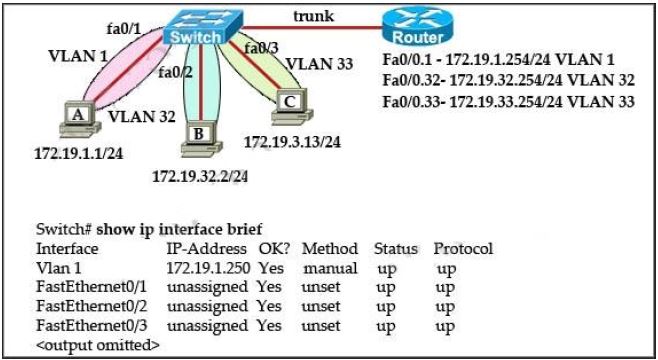 trunk
fa0/1
Switch
Router
VLAN 1
fa0/2
fa0/3
VLAN 33
Fa0/0.1 - 172.19.1.254/24 VLAN 1
Fa0/0.32- 172.19.32.254/24 VLAN 32
Fa0/0.33- 172.19.33.254/24 VLAN 33
A
VLAN 32
B
C
172.19.1.1/24
172.19.3.13/24
172.19.32.2/24
Switch# show ip interface brief
Interface IP-Address OK? Method Status Protocol
Vlan 1 172.19.1.250 Yes manual up up
FastEthernet0/1 unassigned Yes unset up up
FastEthernet0/2 unassigned Yes unset up up
FastEthernet0/3 unassigned Yes unset up up
<output omitted>